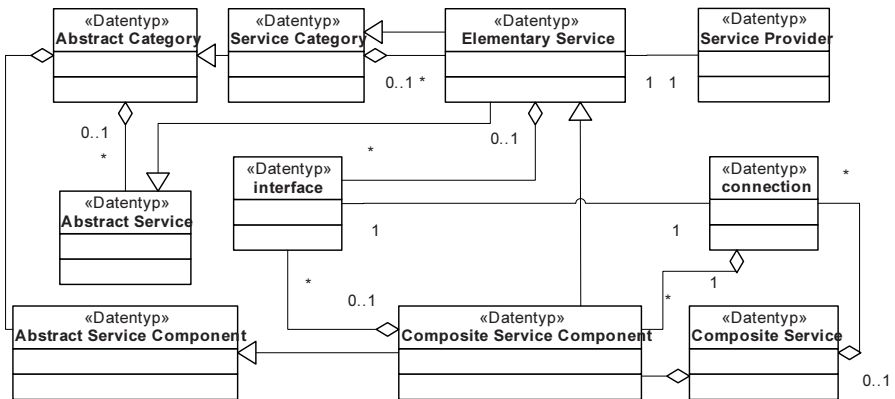 «Datentyp»
Abstract Category
«Datentyp»
Service Category
«Datentyp»
Elementary Service
«Datentyp»
Service Provider
0..1 *
1 1
0..1
*
*
0..1
«Datentyp»
Abstract Service
«Datentyp»
interface
«Datentyp»
connection
*
1
1
*
0..1
1
*
«Datentyp»
Abstract Service Component
«Datentyp»
Composite Service Component
«Datentyp»
Composite Service
0..1